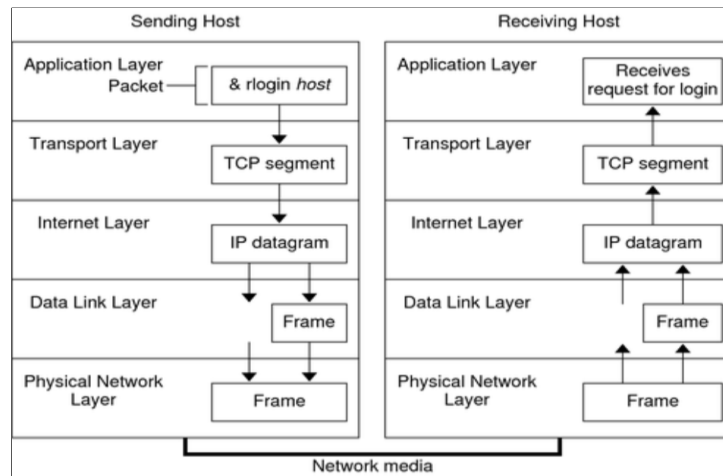 Sending Host
Application Layer
Packet
& rlogin host
Transport Layer
TCP segment
Internet Layer
IP datagram
Data Link Layer
Frame
Physical Network
Layer
Frame
Receiving Host
Application Layer
Receives
request for login
Transport Layer
TCP segment
Internet Layer
IP datagram
Data Link Layer
Frame
Physical Network
Layer
Frame
Network media